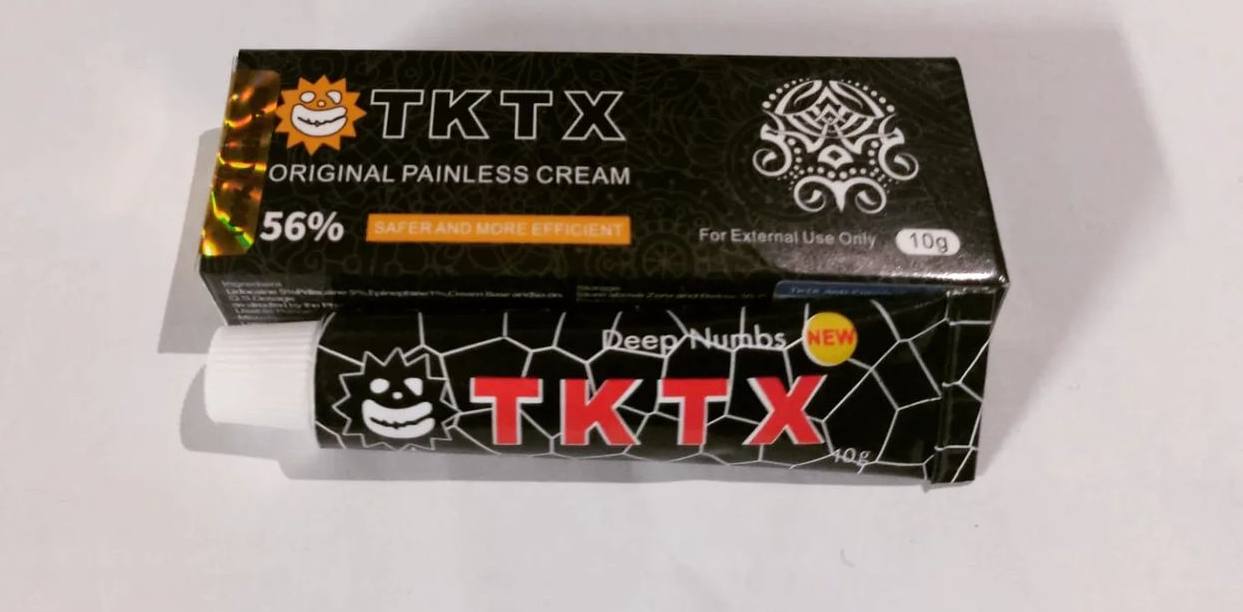 TKTX
ORIGINAL PAINLESS CREAM
56% SAFER AND MORE EFFICIENT
For External Use Only 10g
Storage
Deep Numbs NEW
TKTX
10g